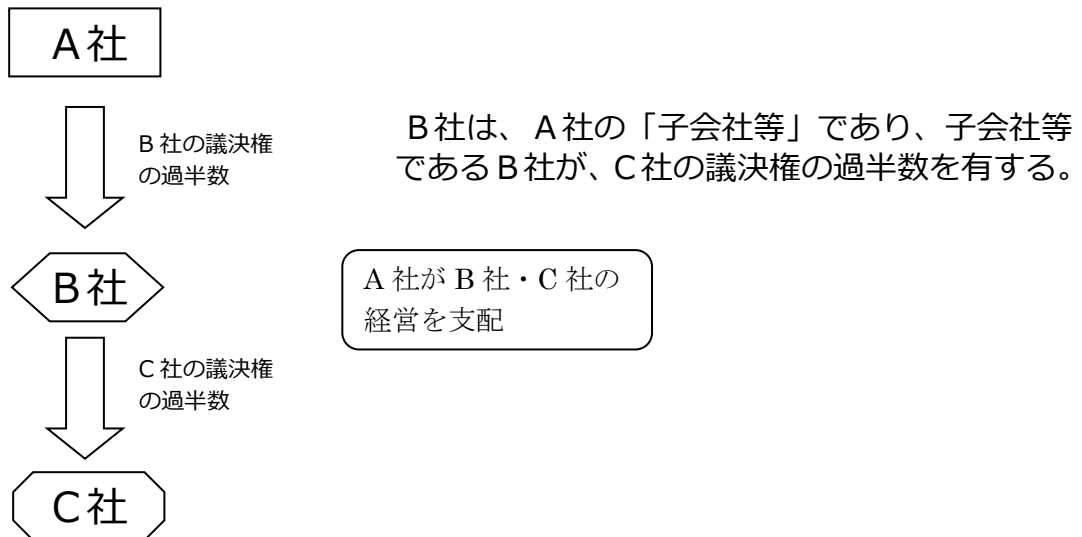 A社
B社の議決権
の過半数
B社は、A社の「子会社等」であり、子会社等
であるB社が、C社の議決権の過半数を有する。
B社
A 社が B 社・C 社の
経営を支配
C社の議決権
の過半数
C社